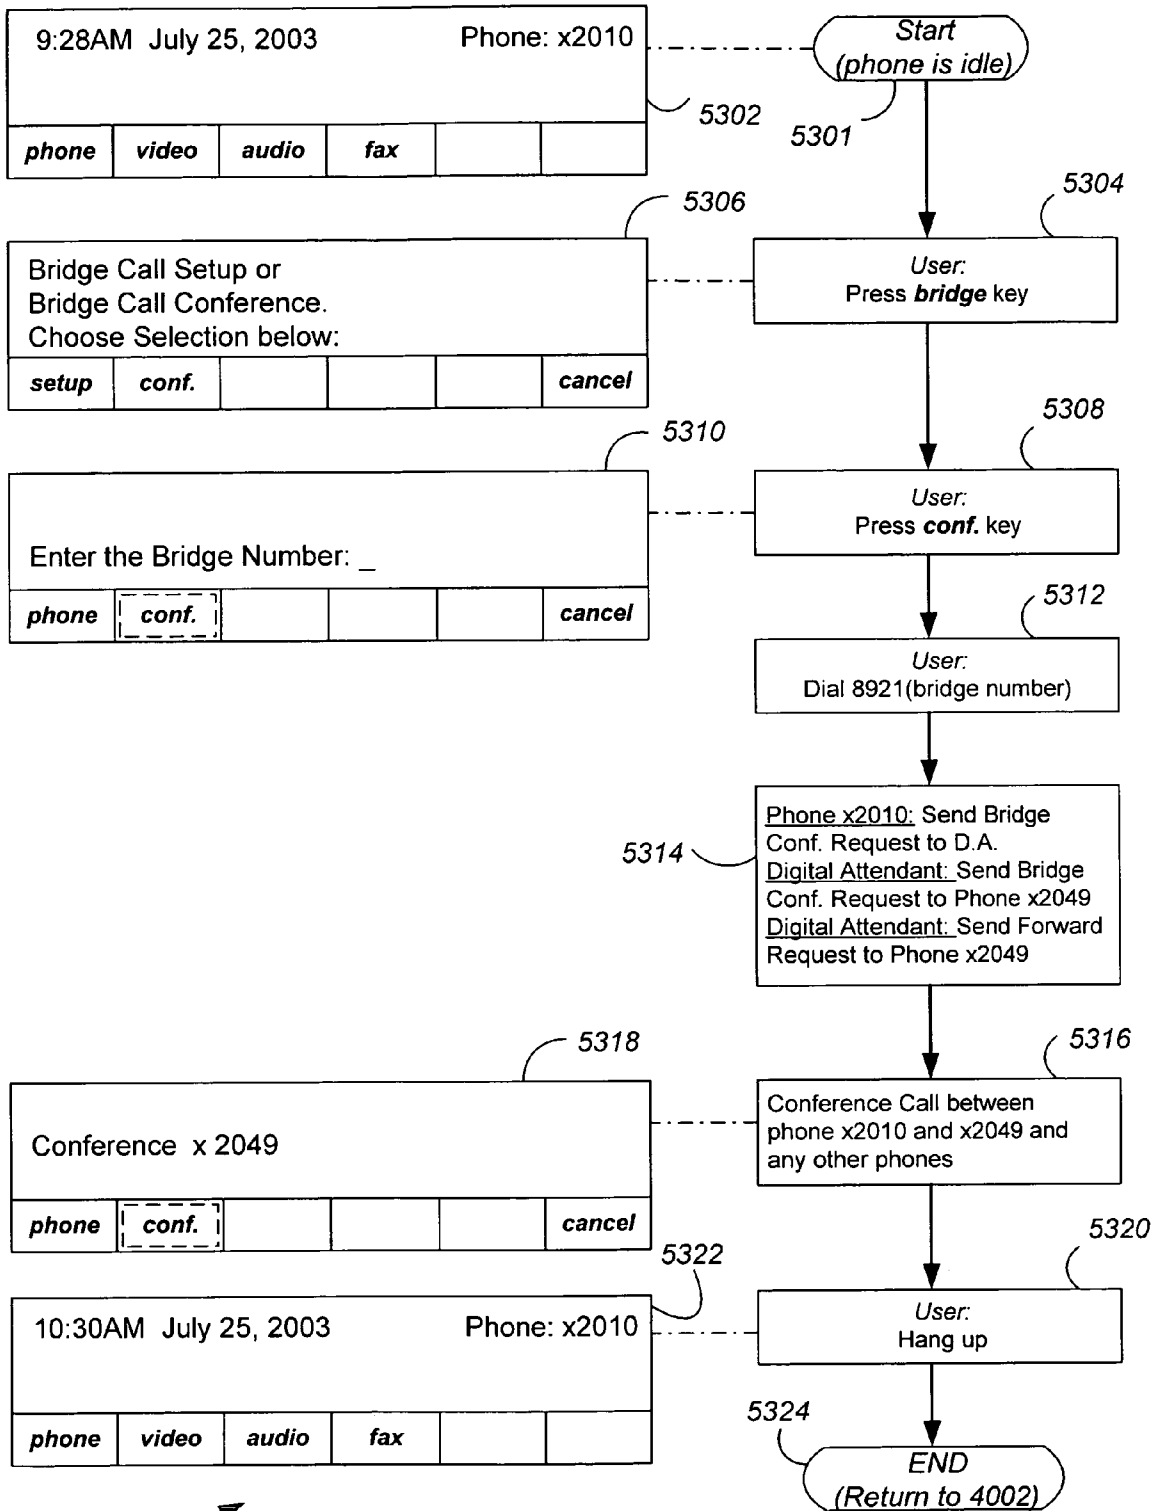 9:28AM July 25, 2003 Phone: x2010
phone video audio fax
5302
Start
(phone is idle)
5301
5304
5306
Bridge Call Setup or
Bridge Call Conference.
Choose Selection below:
setup conf. cancel
User:
Press bridge key
5308
5310
Enter the Bridge Number: _
phone conf. cancel
User:
Press conf. key
5312
User:
Dial 8921(bridge number)
5314
Phone x2010: Send Bridge
Conf. Request to D.A.
Digital Attendant: Send Bridge
Conf. Request to Phone x2049
Digital Attendant: Send Forward
Request to Phone x2049
5316
5318
Conference x 2049
phone conf. cancel
Conference Call between
phone x2010 and x2049 and
any other phones
5320
5322
10:30AM July 25, 2003 Phone: x2010
phone video audio fax
User:
Hang up
5324
END
(Return to 4002)